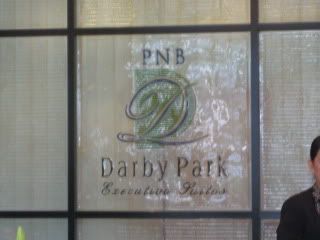 PNB
D
Darby Park
Executive Suites